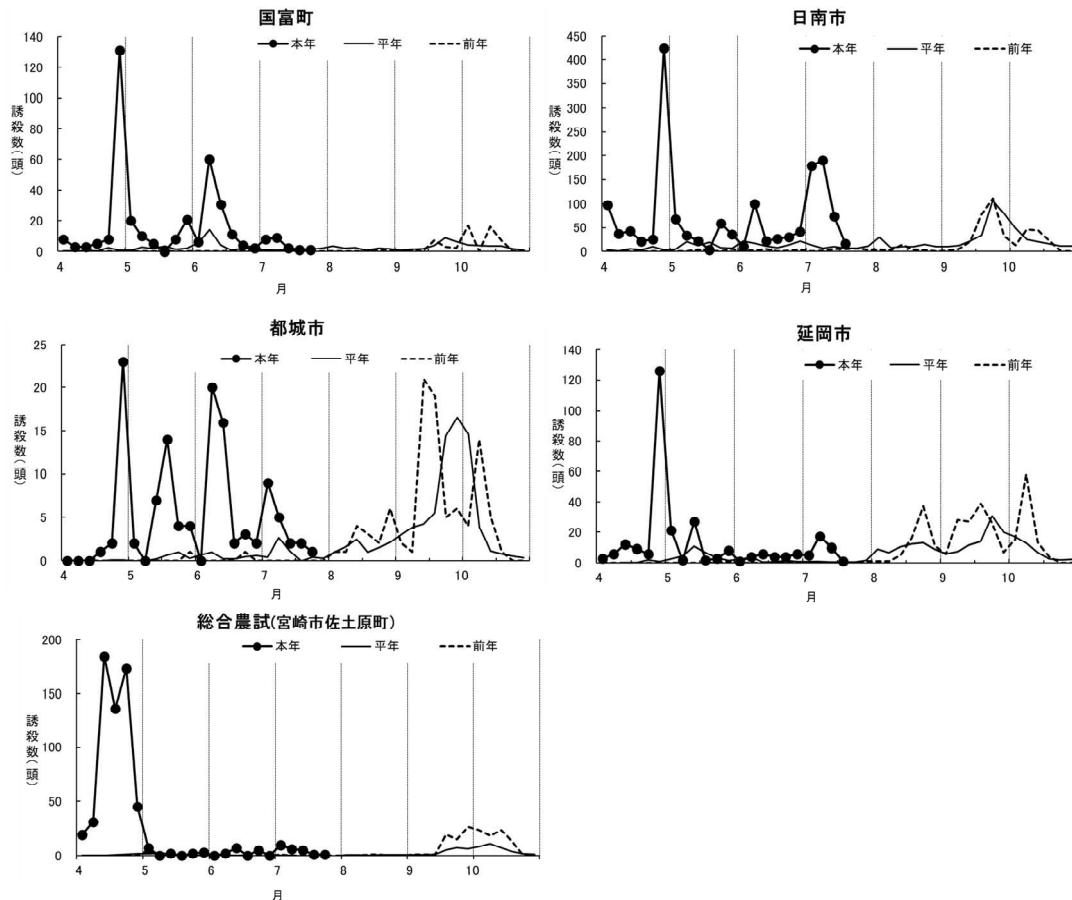 国富町
本年 平年 前年
誘殺数(頭)
140
120
100
80
60
40
20
0
4 5 6 7 8 9 10
月
日南市
本年 平年 前年
誘殺数(頭)
450
400
350
300
250
200
150
100
50
0
4 5 6 7 8 9 10
月
都城市
本年 平年 前年
誘殺数(頭)
25
20
15
10
5
0
4 5 6 7 8 9 10
月
延岡市
本年 平年 前年
誘殺数(頭)
140
120
100
80
60
40
20
0
4 5 6 7 8 9 10
月
総合農試(宮崎市佐土原町)
本年 平年 前年
誘殺数(頭)
200
150
100
50
0
4 5 6 7 8 9 10
月